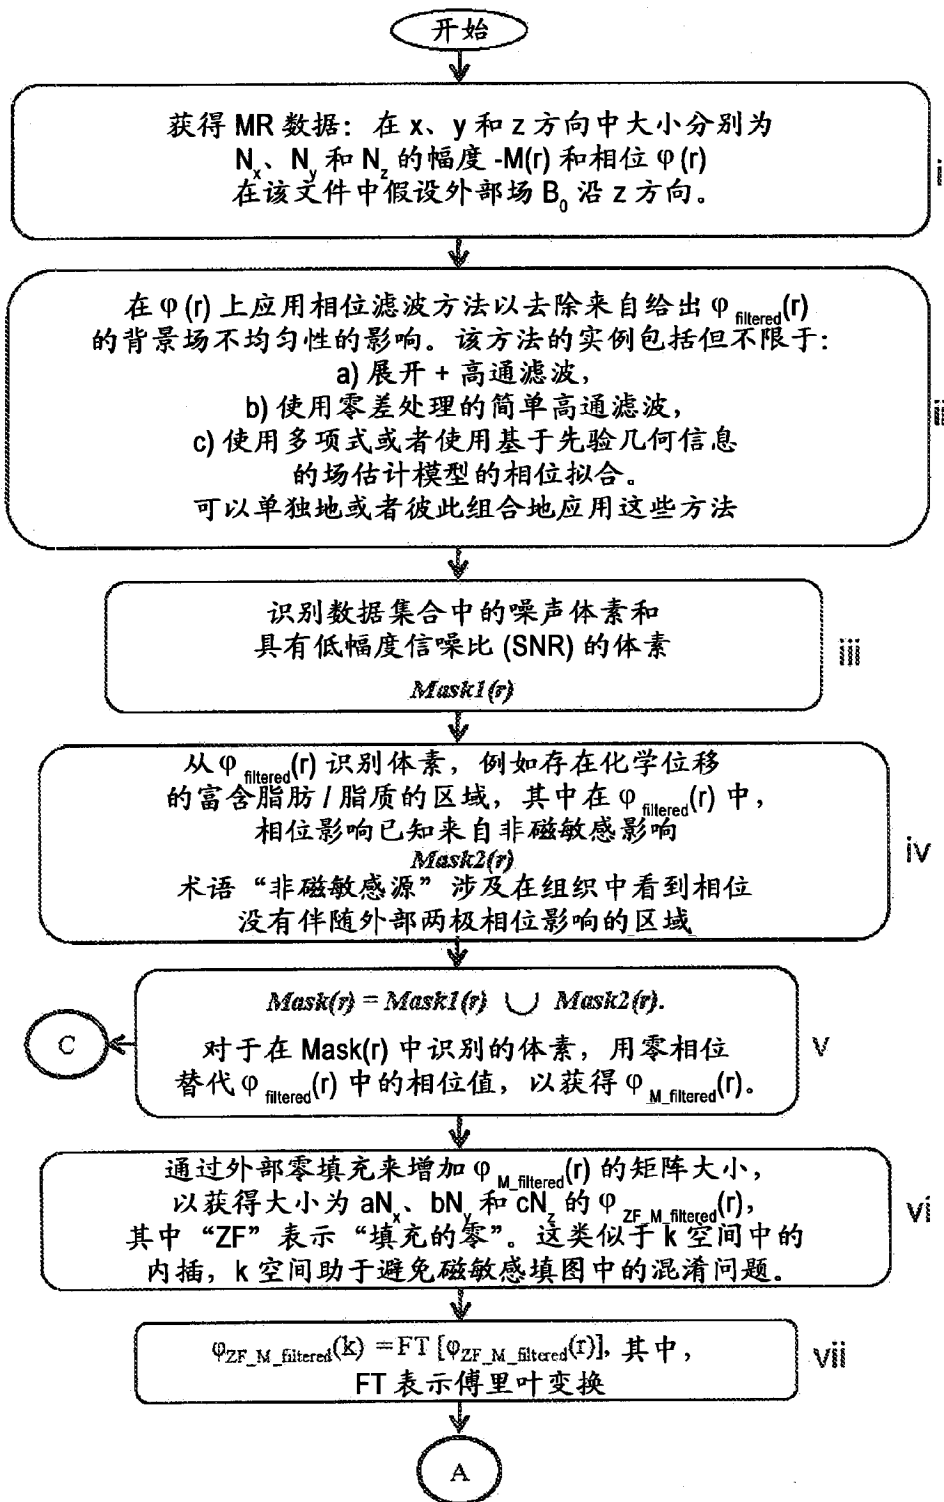 开始
获得 MR 数据：在 x、y 和 z 方向中大小分别为
Nx、Ny 和 Nz 的幅度 -M(r) 和相位 φ(r)
在该文件中假设外部场 B0 沿 z 方向。
i
在 φ(r) 上应用相位滤波方法以去除来自给出 φfiltered(r)
的背景场不均匀性的影响。该方法的实例包括但不限于：
a) 展开 + 高通滤波，
b) 使用零差处理的简单高通滤波，
c) 使用多项式或者使用基于先验几何信息
的场估计模型的相位拟合。
可以单独地或者彼此组合地应用这些方法
ii
识别数据集合中的噪声体素和
具有低幅度信噪比 (SNR) 的体素
Mask1(r)
iii
从 φfiltered(r) 识别体素，例如存在化学位移
的富含脂肪 / 脂质的区域，其中在 φfiltered(r) 中，
相位影响已知来自非磁敏感影响
Mask2(r)
术语“非磁敏感源”涉及在组织中看到相位
没有伴随外部两极相位影响的区域
iv
Mask(r) = Mask1(r) ∪ Mask2(r).
对于在 Mask(r) 中识别的体素，用零相位
替代 φfiltered(r) 中的相位值，以获得 φM_filtered(r)。
v
C
通过外部零填充来增加 φM_filtered(r) 的矩阵大小，
以获得大小为 aNx、bNy 和 cNz 的 φZF_M_filtered(r)，
其中“ZF”表示“填充的零”。这类似于 k 空间中的
内插，k 空间助于避免磁敏感填图中的混淆问题。
vi
φZF_M_filtered(k) = FT [φZF_M_filtered(r)]，其中，
FT 表示傅里叶变换
vii
A